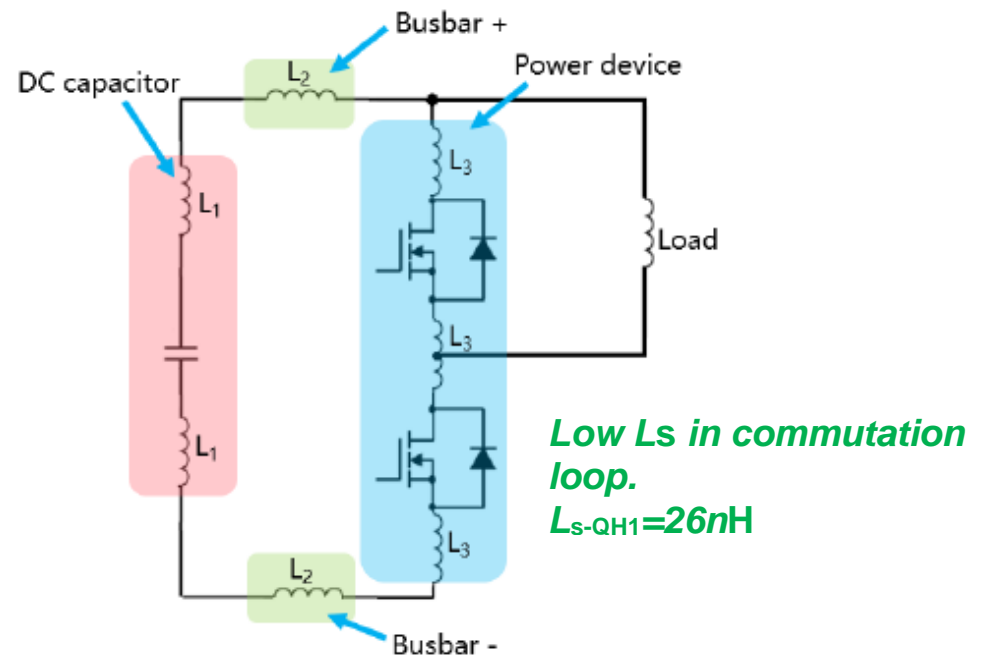 Busbar +
DC capacitor
L₂
Power device
L₃
L₁
Load
L₃
L₁
Low Ls in commutation
loop.
Ls-QH1=26nH
L₃
L₂
Busbar -